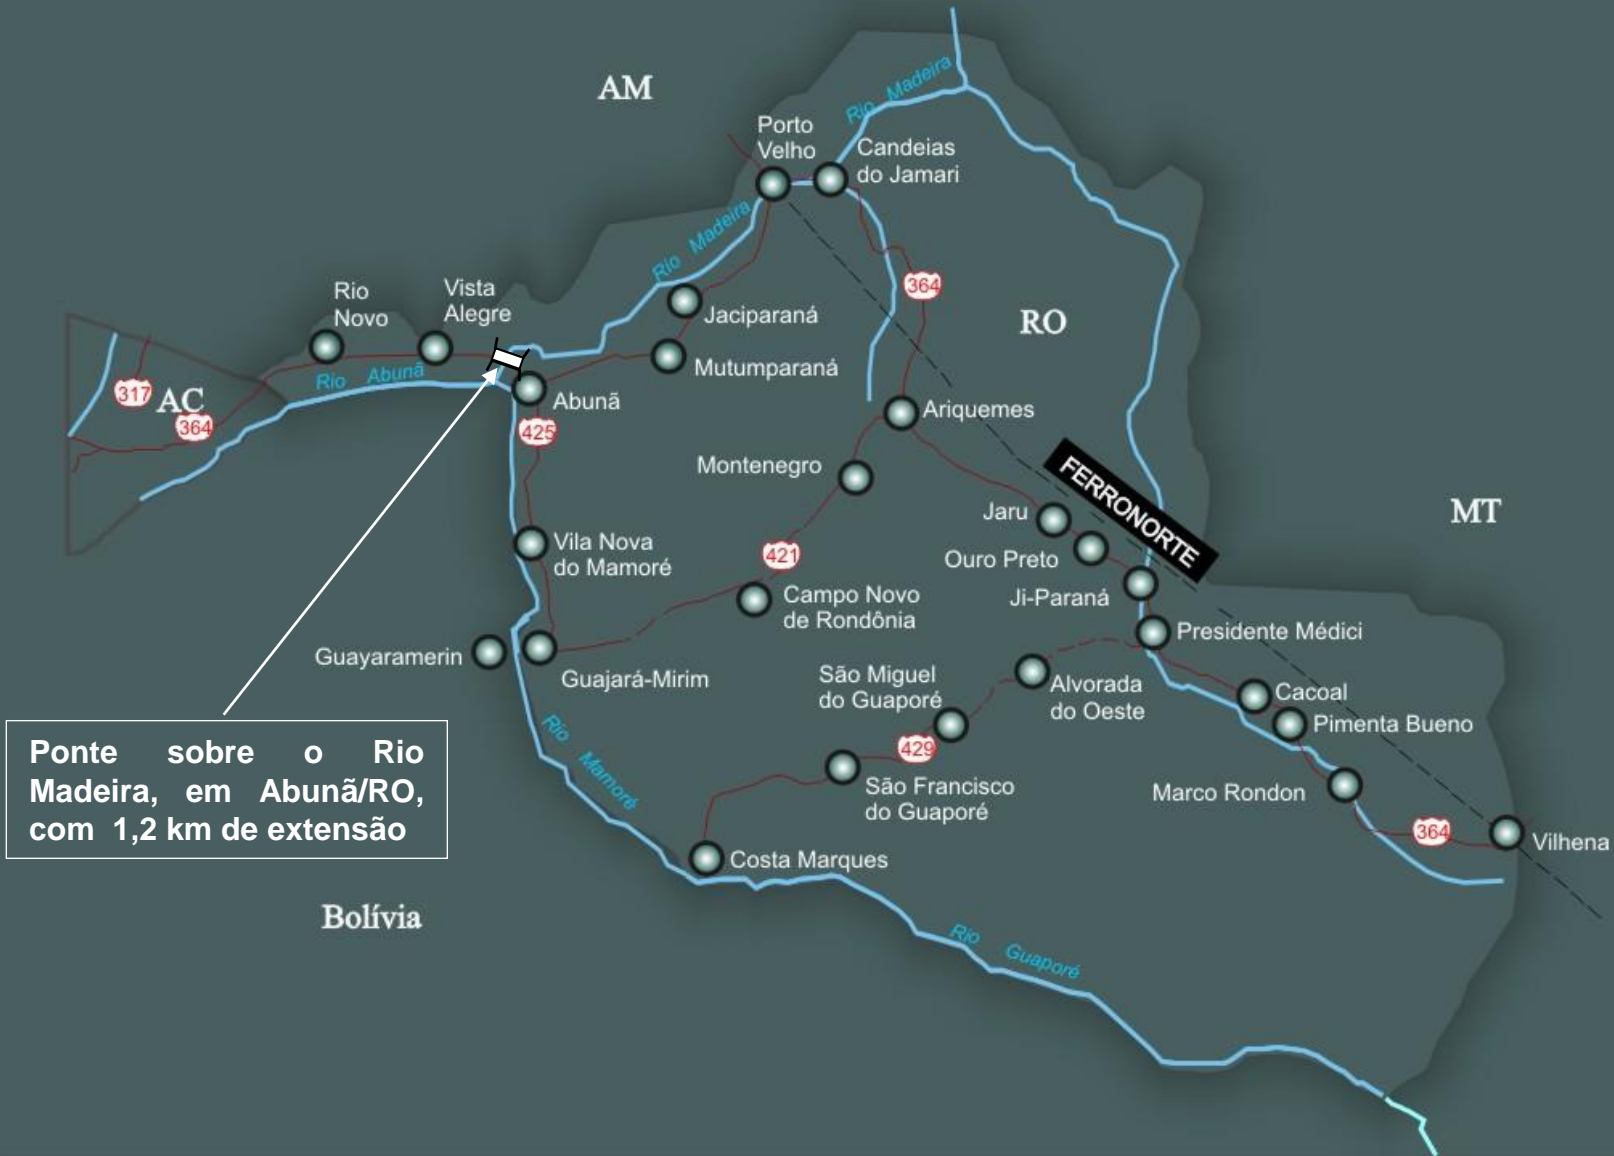 AM
Rio Madeira
Porto
Velho
Candeias
do Jamari
Rio Madeira
364
RO
Rio
Novo
Vista
Alegre
Jaciparaná
Mutumparaná
Rio Abunã
317
AC
364
Abunã
425
Ariquemes
Montenegro
FERRONORTE
MT
Jaru
Ouro Preto
Ji-Paraná
421
Vila Nova
do Mamoré
Campo Novo
de Rondônia
Presidente Médici
Guayaramerin
Guajará-Mirim
São Miguel
do Guaporé
Alvorada
do Oeste
Cacoal
Pimenta Bueno
Rio Mamoré
429
São Francisco
do Guaporé
Marco Rondon
364
Vilhena
Ponte sobre o Rio
Madeira, em Abunã/RO,
com 1,2 km de extensão
Costa Marques
Bolívia
Rio Guaporé